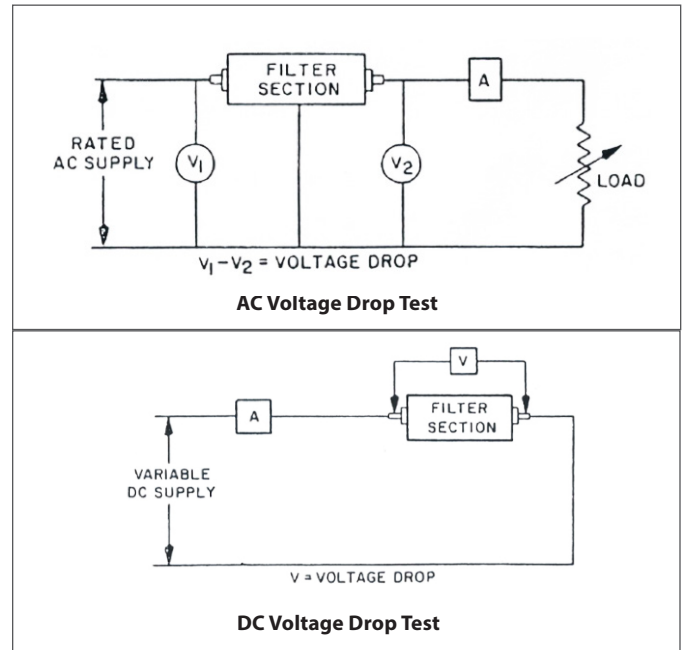 FILTER
SECTION
A
RATED
AC SUPPLY
V1
V2
LOAD
V1-V2 = VOLTAGE DROP
AC Voltage Drop Test
V
A
FILTER
SECTION
VARIABLE
DC SUPPLY
V = VOLTAGE DROP
DC Voltage Drop Test